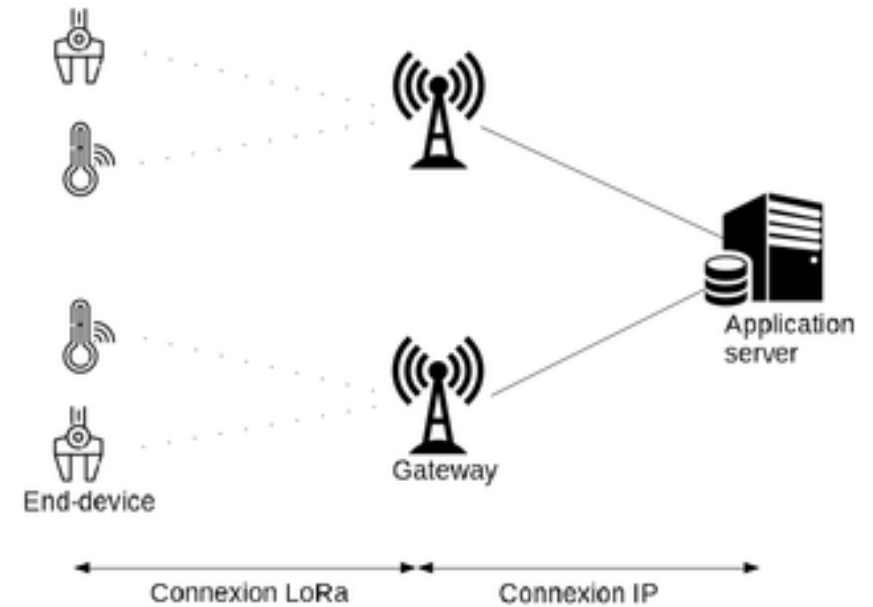 Application
server
Gateway
End-device
Connexion LoRa
Connexion IP